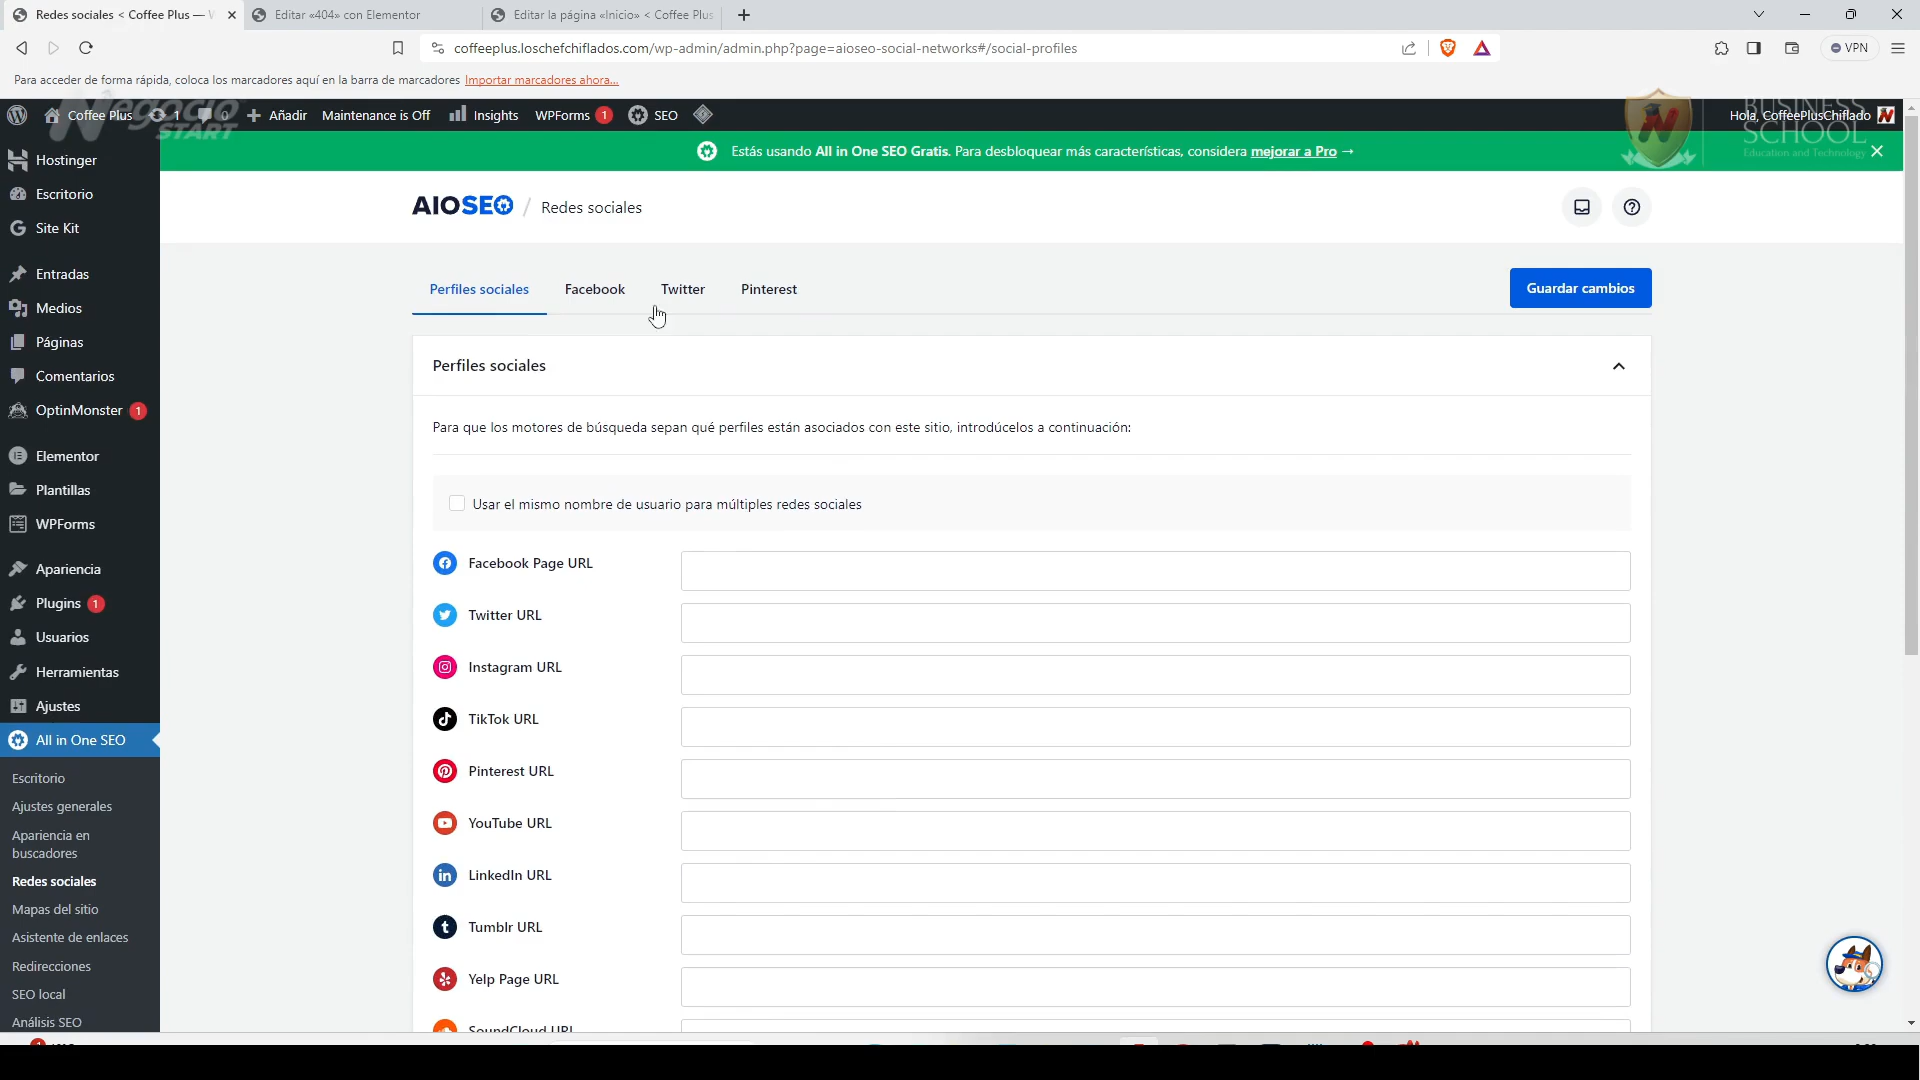 Redes sociales < Coffee Plus — W
Editar «404» con Elementor
Editar la página «Inicio» < Coffee Plus
coffeeplus.loschefchiflados.com/wp-admin/admin.php?page=aioseo-social-networks#/social-profiles
VPN
Para acceder de forma rápida, coloca los marcadores aquí en la barra de marcadores Importar marcadores ahora...
Coffee Plus
1
0
Añadir
Maintenance is Off
Insights
WPForms 1
SEO
Hola, CoffeePlusChiflado
Negocio
START
BUSINESS
SCHOOL
Education and Technology
Estás usando All in One SEO Gratis. Para desbloquear más características, considera mejorar a Pro →
Hostinger
Escritorio
Site Kit
Entradas
Medios
Páginas
Comentarios
OptinMonster 1
Elementor
Plantillas
WPForms
Apariencia
Plugins 1
Usuarios
Herramientas
Ajustes
All in One SEO
Escritorio
Ajustes generales
Apariencia en
buscadores
Redes sociales
Mapas del sitio
Asistente de enlaces
Redirecciones
SEO local
Análisis SEO
AIOSEO / Redes sociales
Perfiles sociales
Facebook
Twitter
Pinterest
Guardar cambios
Perfiles sociales
Para que los motores de búsqueda sepan qué perfiles están asociados con este sitio, introdúcelos a continuación:
Usar el mismo nombre de usuario para múltiples redes sociales
Facebook Page URL
Twitter URL
Instagram URL
TikTok URL
Pinterest URL
YouTube URL
LinkedIn URL
Tumblr URL
Yelp Page URL
SoundCloud URL